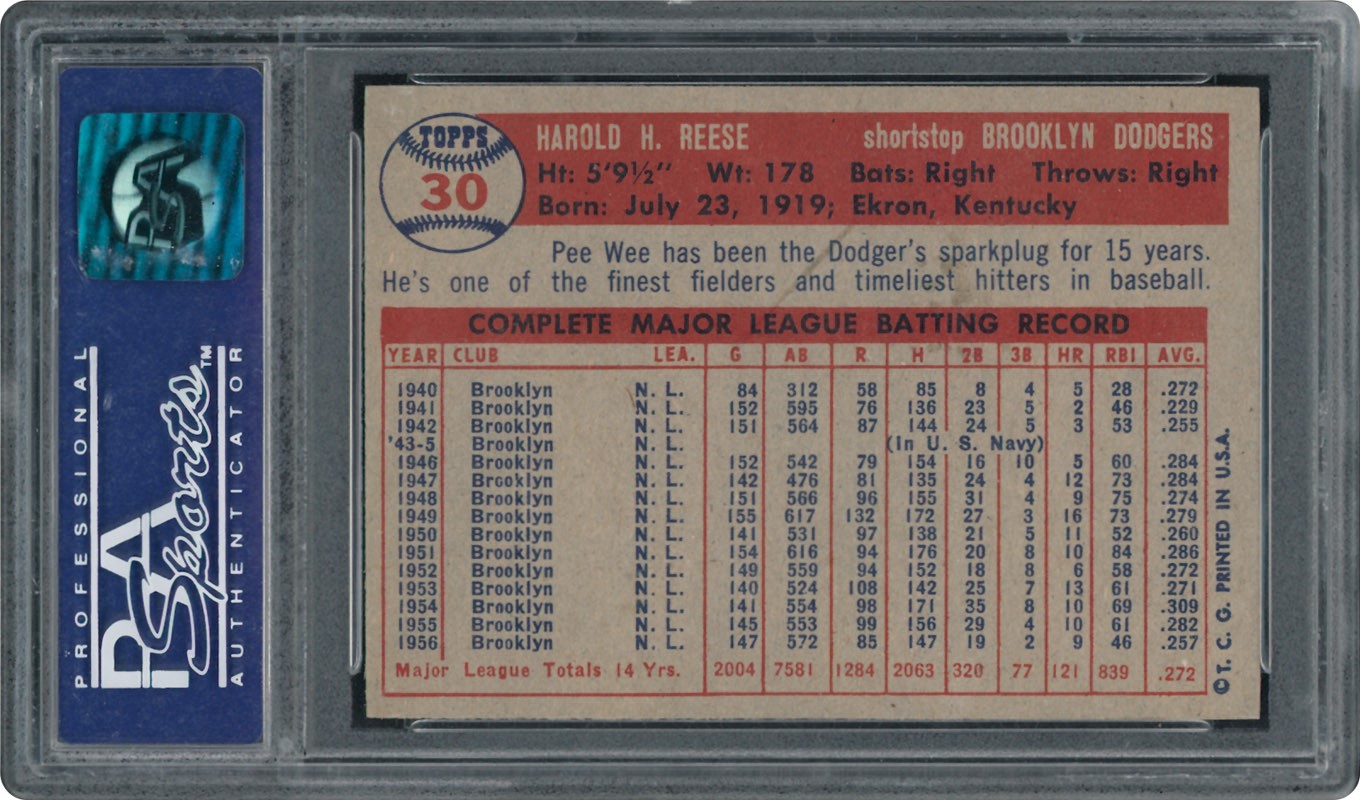 PSA
PROFESSIONAL
PSA
Sports™
AUTHENTICATOR
TOPPS
30
HAROLD H. REESE shortstop BROOKLYN DODGERS
Ht: 5'9½" Wt: 178 Bats: Right Throws: Right
Born: July 23, 1919; Ekron, Kentucky
Pee Wee has been the Dodger's sparkplug for 15 years.
He's one of the finest fielders and timeliest hitters in baseball.
COMPLETE MAJOR LEAGUE BATTING RECORD
YEAR CLUB LEA. G AB R H 2B 3B HR RBI AVG.
1940 Brooklyn N. L. 84 312 58 85 8 4 5 28 .272
1941 Brooklyn N. L. 152 595 76 136 23 5 2 46 .229
1942 Brooklyn N. L. 151 564 87 144 24 5 3 53 .255
'43-5 Brooklyn N. L. (In U. S. Navy)
1946 Brooklyn N. L. 152 542 79 154 16 10 5 60 .284
1947 Brooklyn N. L. 142 476 81 135 24 4 12 73 .284
1948 Brooklyn N. L. 151 566 96 155 31 4 9 75 .274
1949 Brooklyn N. L. 155 617 132 172 27 3 16 73 .279
1950 Brooklyn N. L. 141 531 97 138 21 5 11 52 .260
1951 Brooklyn N. L. 154 616 94 176 20 8 10 84 .286
1952 Brooklyn N. L. 149 559 94 152 18 8 6 58 .272
1953 Brooklyn N. L. 140 524 108 142 25 7 13 61 .271
1954 Brooklyn N. L. 141 554 98 171 35 8 10 69 .309
1955 Brooklyn N. L. 145 553 99 156 29 4 10 61 .282
1956 Brooklyn N. L. 147 572 85 147 19 2 9 46 .257
Major League Totals 14 Yrs. 2004 7581 1284 2063 320 77 121 839 .272
© T. C. G. PRINTED IN U.S.A.